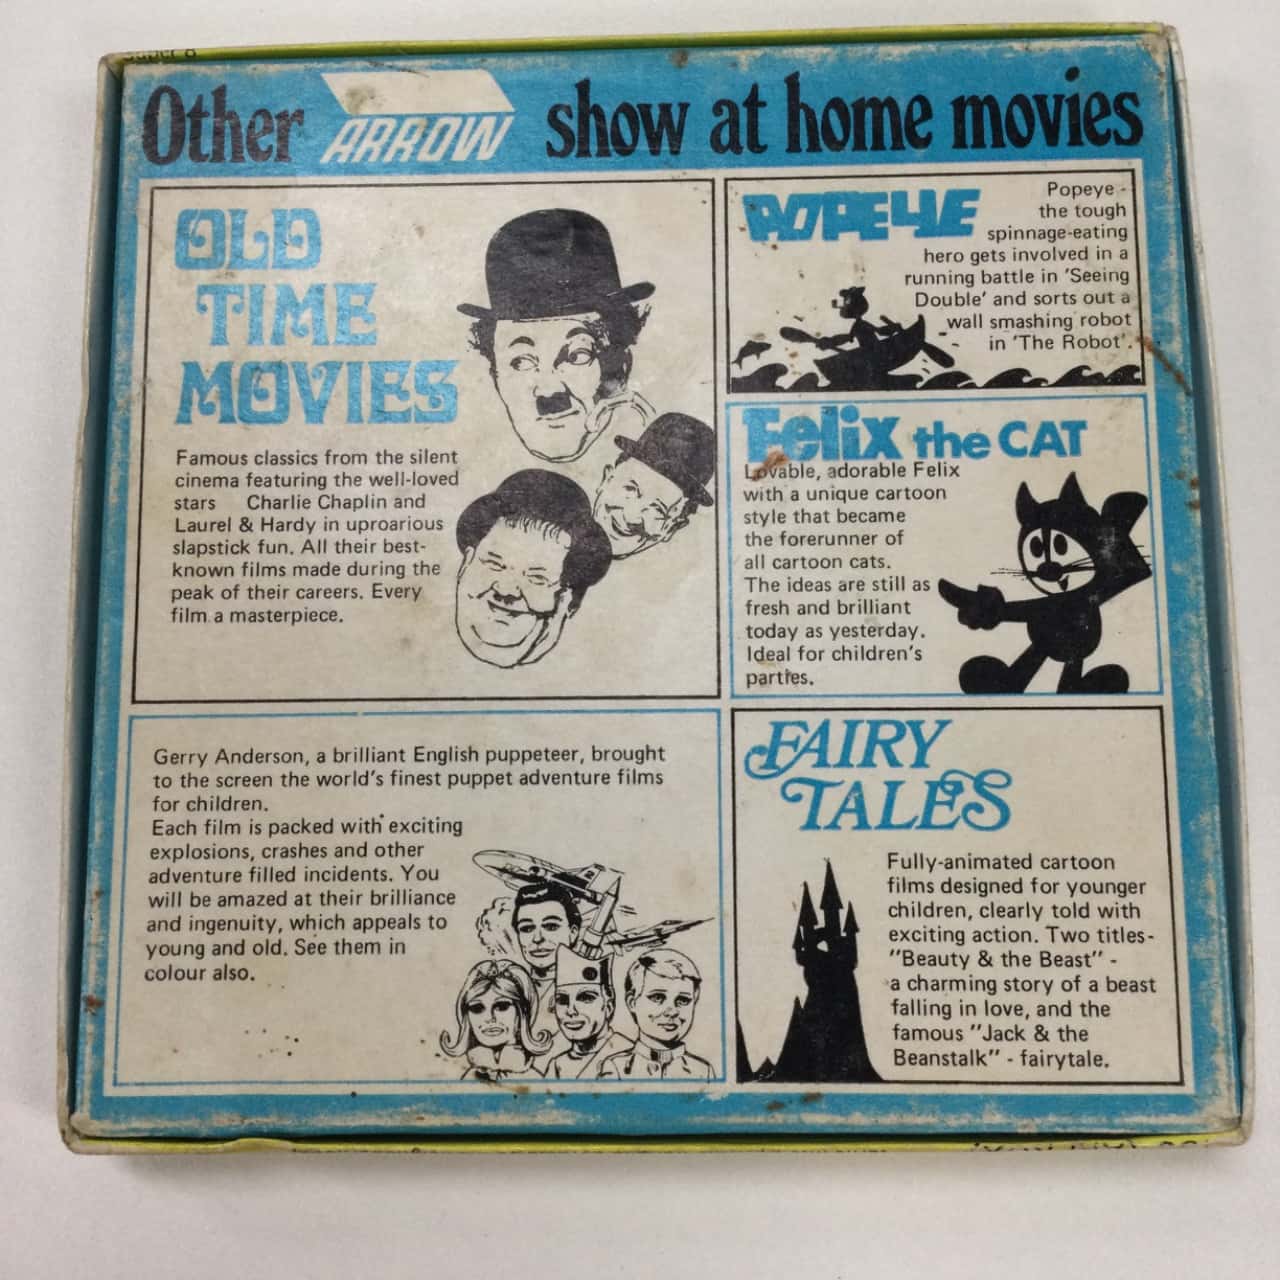 Other ARROW show at home movies
OLD
TIME
MOVIES
Famous classics from the silent
cinema featuring the well-loved
stars Charlie Chaplin and
Laurel & Hardy in uproarious
slapstick fun. All their best-
known films made during the
peak of their careers. Every
film a masterpiece.
POPEYE
Popeye -
the tough
spinnage-eating
hero gets involved in a
running battle in 'Seeing
Double' and sorts out a
wall smashing robot
in 'The Robot'.
Felix the CAT
Lovable, adorable Felix
with a unique cartoon
style that became
the forerunner of
all cartoon cats.
The ideas are still as
fresh and brilliant
today as yesterday.
Ideal for children's
parties.
Gerry Anderson, a brilliant English puppeteer, brought
to the screen the world's finest puppet adventure films
for children.
Each film is packed with exciting
explosions, crashes and other
adventure filled incidents. You
will be amazed at their brilliance
and ingenuity, which appeals to
young and old. See them in
colour also.
FAIRY
TALES
Fully-animated cartoon
films designed for younger
children, clearly told with
exciting action. Two titles-
"Beauty & the Beast" -
a charming story of a beast
falling in love, and the
famous "Jack & the
Beanstalk" - fairytale.